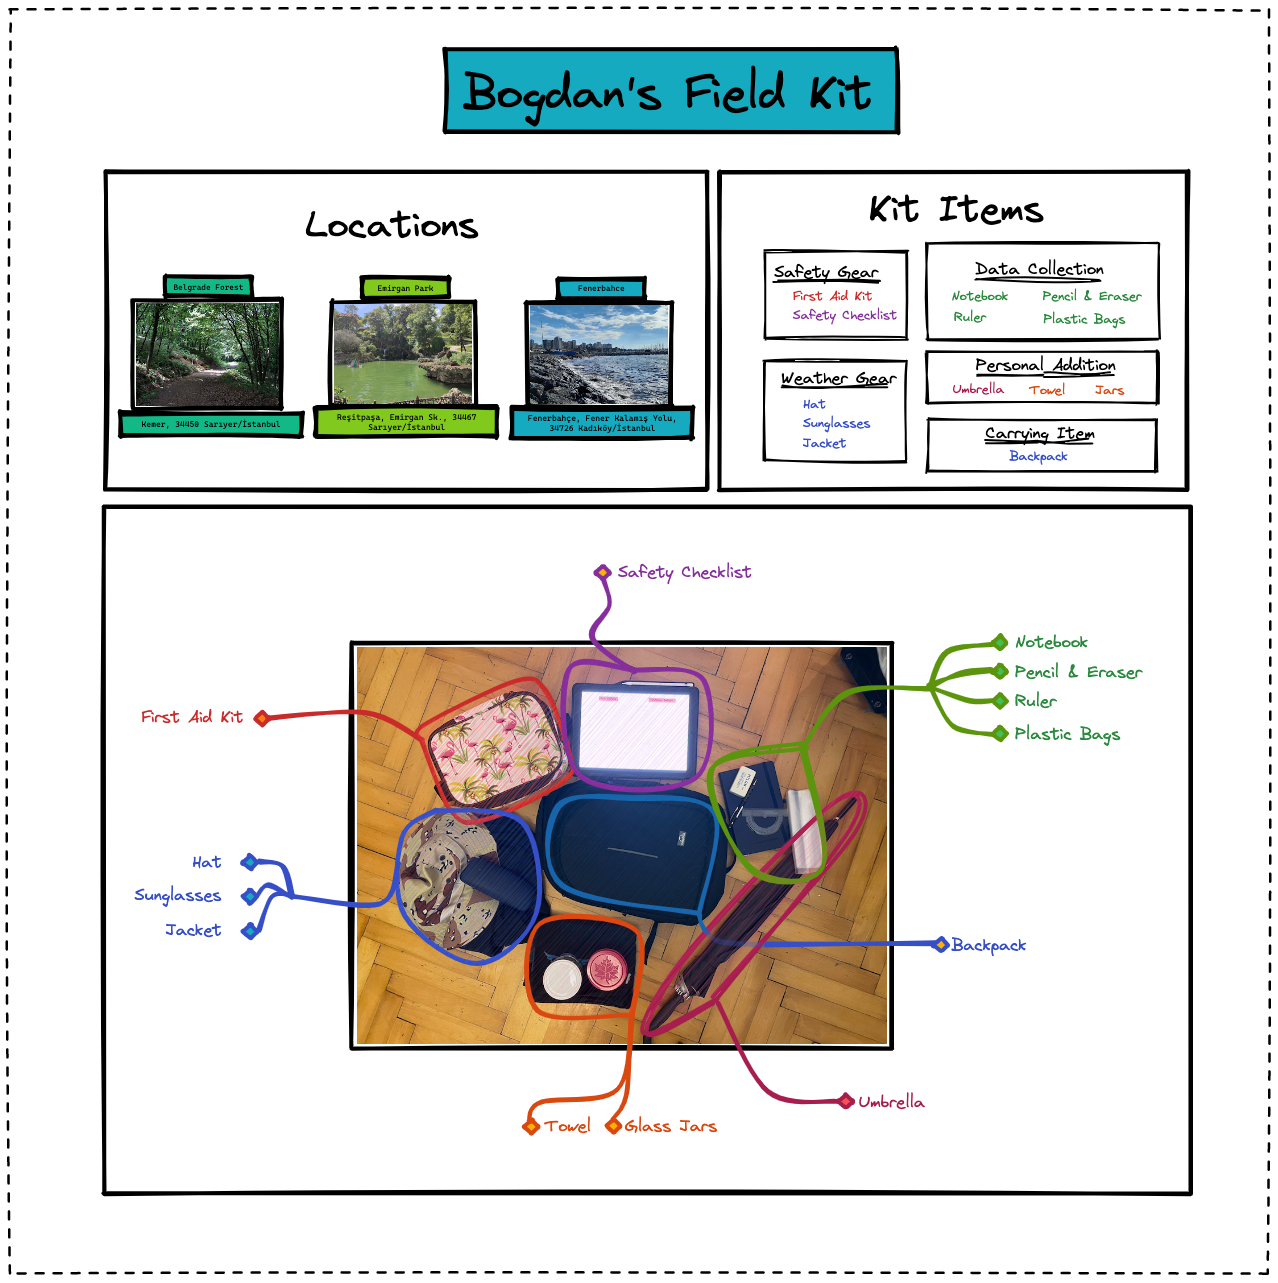 Bogdan's Field Kit
Locations
Belgrade Forest
Kemer, 34450 Sarıyer/İstanbul
Emirgan Park
Reşitpaşa, Emirgan Sk., 34467
Sarıyer/İstanbul
Fenerbahce
Fenerbahçe, Fener Kalamış Yolu,
34726 Kadıköy/İstanbul
Kit Items
Safety Gear
First Aid Kit
Safety Checklist
Data Collection
Notebook
Pencil & Eraser
Ruler
Plastic Bags
Weather Gear
Hat
Sunglasses
Jacket
Personal Addition
Umbrella
Towel
Jars
Carrying Item
Backpack
Safety Checklist
First Aid Kit
Notebook
Pencil & Eraser
Ruler
Plastic Bags
Hat
Sunglasses
Jacket
Backpack
Umbrella
Towel
Glass Jars